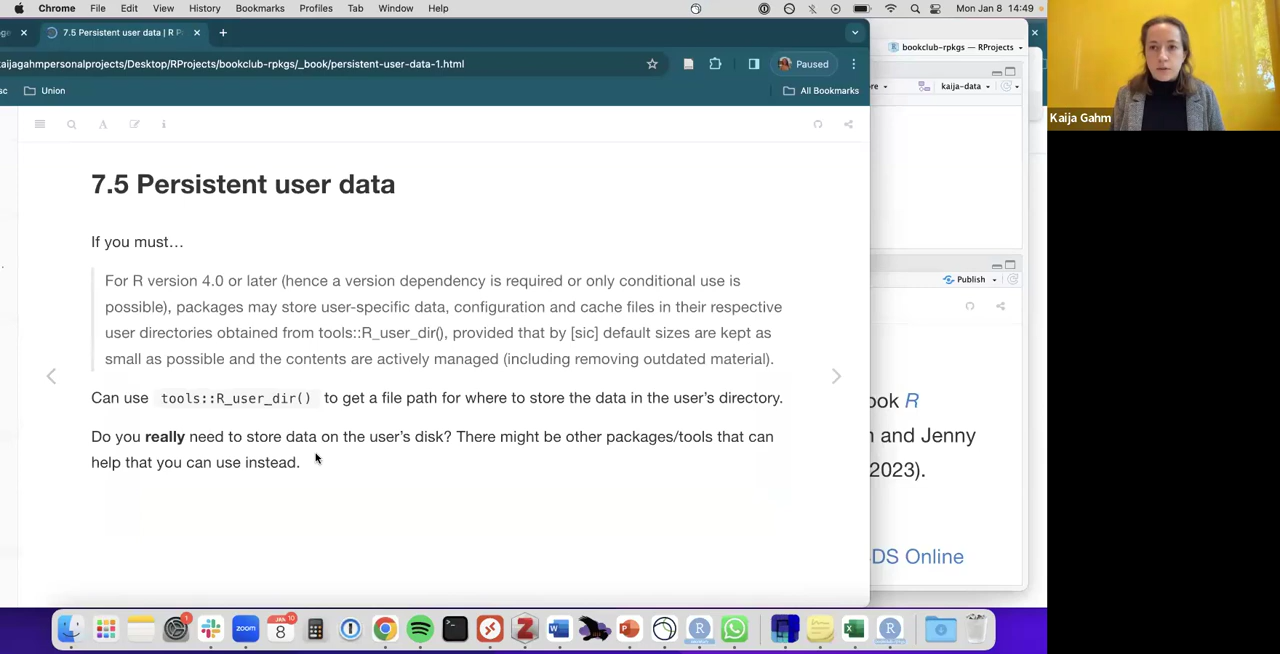 Chrome File Edit View History Bookmarks Profiles Tab Window Help Mon Jan 8 14:49
7.5 Persistent user data | R P
bookclub-rpkgs — RProjects
aijagahmpersonalprojects/Desktop/RProjects/bookclub-rpkgs/_book/persistent-user-data-1.html Paused
kaija-data
Union All Bookmarks
Kaija Gahm
7.5 Persistent user data
If you must…
For R version 4.0 or later (hence a version dependency is required or only conditional use is
possible), packages may store user-specific data, configuration and cache files in their respective
user directories obtained from tools::R_user_dir(), provided that by [sic] default sizes are kept as
small as possible and the contents are actively managed (including removing outdated material).
Can use tools::R_user_dir() to get a file path for where to store the data in the user's directory.
Do you really need to store data on the user's disk? There might be other packages/tools that can
help that you can use instead.
Publish
ook R
n and Jenny
2023).
DS Online
zoom
8